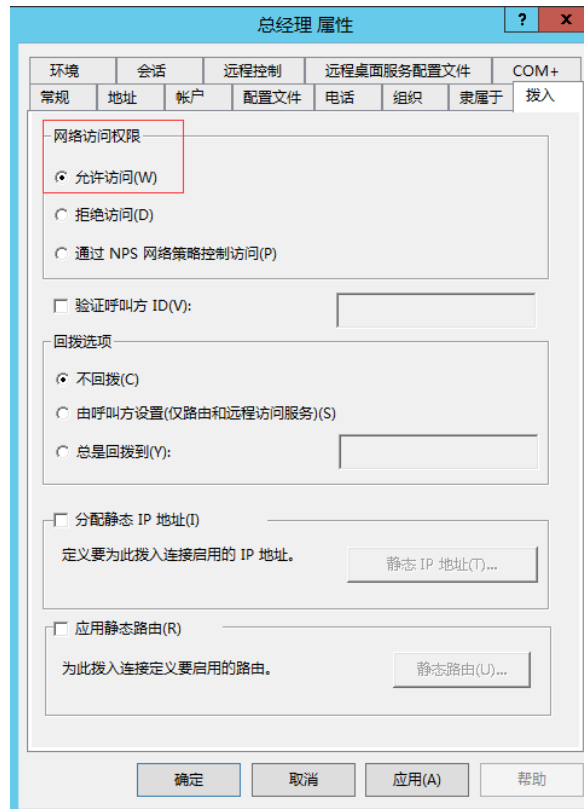 总经理 属性
? x
环境 会话 远程控制 远程桌面服务配置文件 COM+
常规 地址 帐户 配置文件 电话 组织 隶属于 拨入
网络访问权限
允许访问(W)
拒绝访问(D)
通过 NPS 网络策略控制访问(P)
验证呼叫方 ID(V):
回拨选项
不回拨(C)
由呼叫方设置(仅路由和远程访问服务)(S)
总是回拨到(Y):
分配静态 IP 地址(I)
定义要为此拨入连接启用的 IP 地址。 静态 IP 地址(T)...
应用静态路由(R)
为此拨入连接定义要启用的路由。 静态路由(U)...
确定 取消 应用(A) 帮助